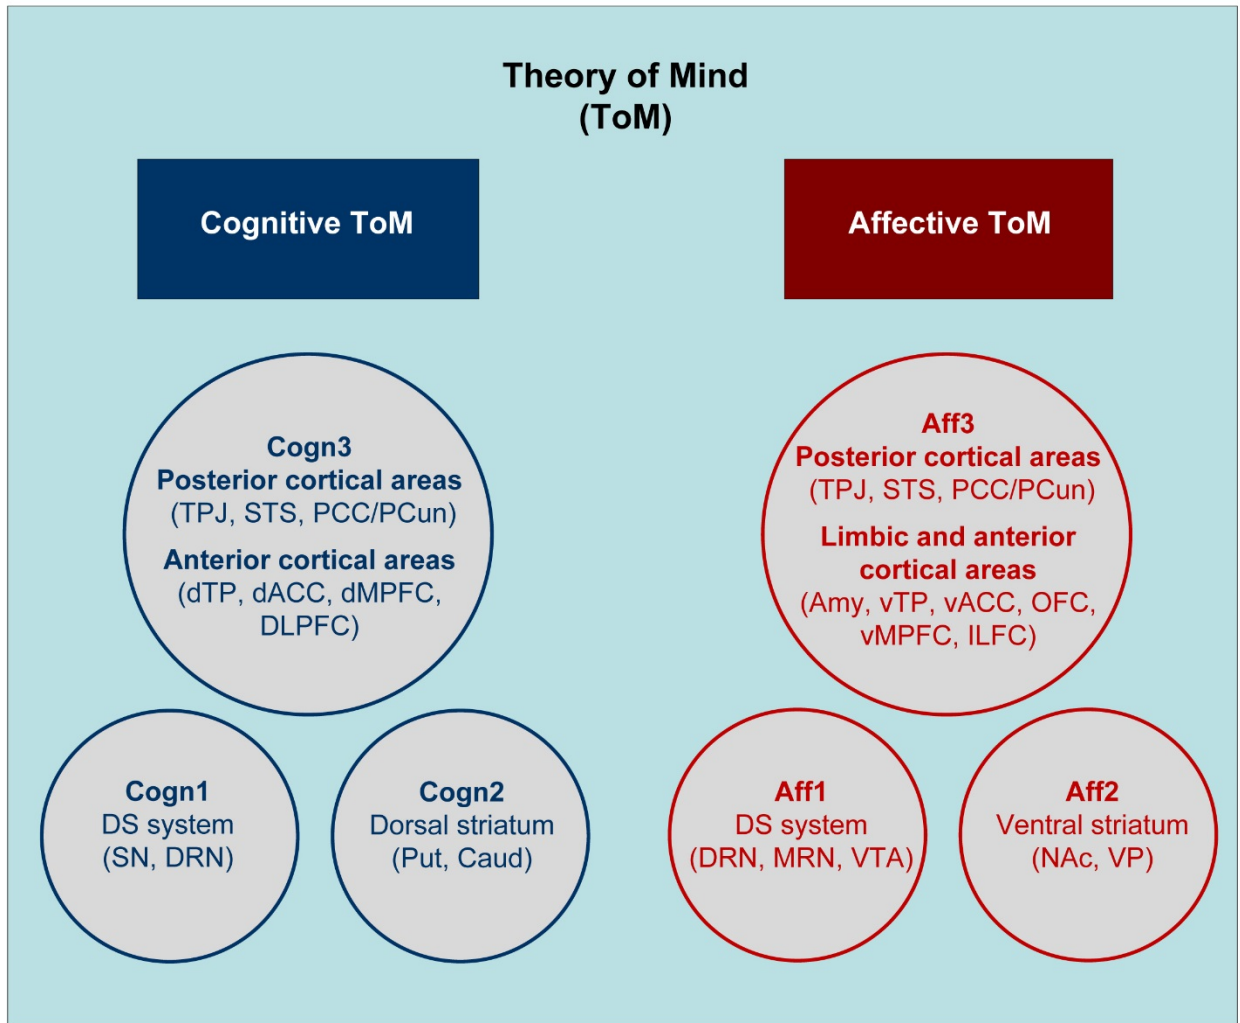 Theory of Mind
(ToM)
Cognitive ToM
Affective ToM
Cogn3
Posterior cortical areas
(TPJ, STS, PCC/PCun)
Anterior cortical areas
(dTP, dACC, dMPFC,
DLPFC)
Aff3
Posterior cortical areas
(TPJ, STS, PCC/PCun)
Limbic and anterior
cortical areas
(Amy, vTP, vACC, OFC,
vMPFC, ILFC)
Cogn1
DS system
(SN, DRN)
Cogn2
Dorsal striatum
(Put, Caud)
Aff1
DS system
(DRN, MRN, VTA)
Aff2
Ventral striatum
(NAc, VP)